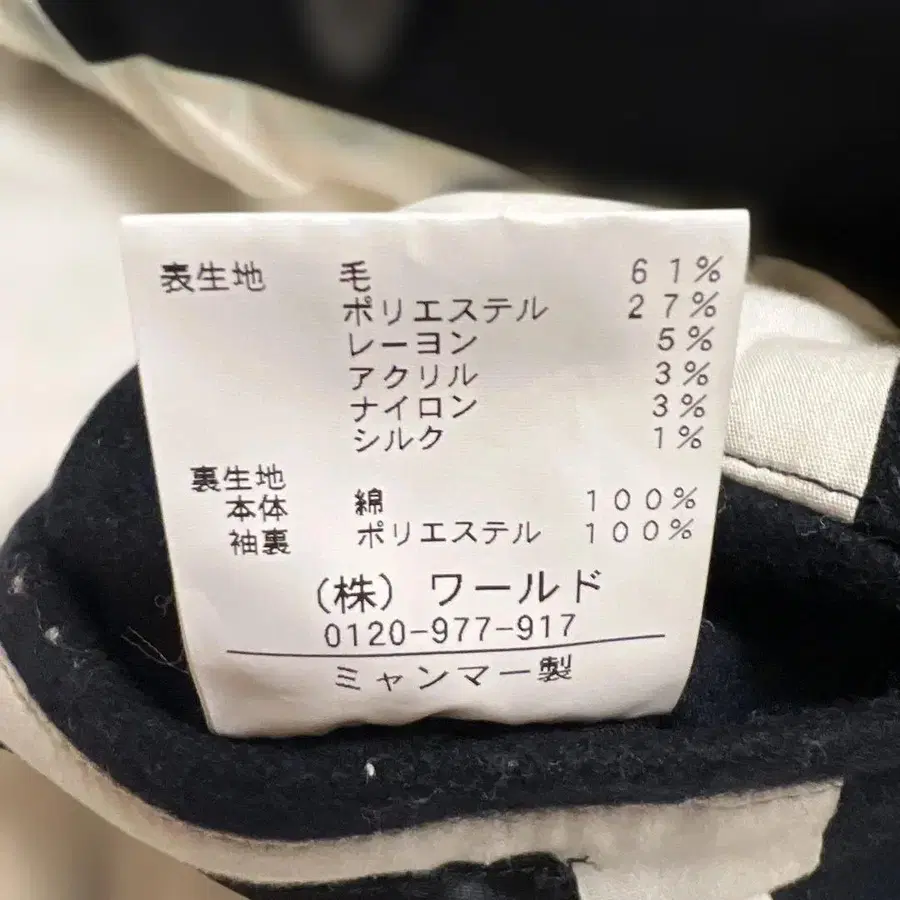 表生地 毛 61%
ポリエステル 27%
レーヨン 5%
アクリル 3%
ナイロン 3%
シルク 1%
裏生地
本体 綿 100%
袖裏 ポリエステル 100%
(株) ワールド
0120-977-917
ミャンマー製